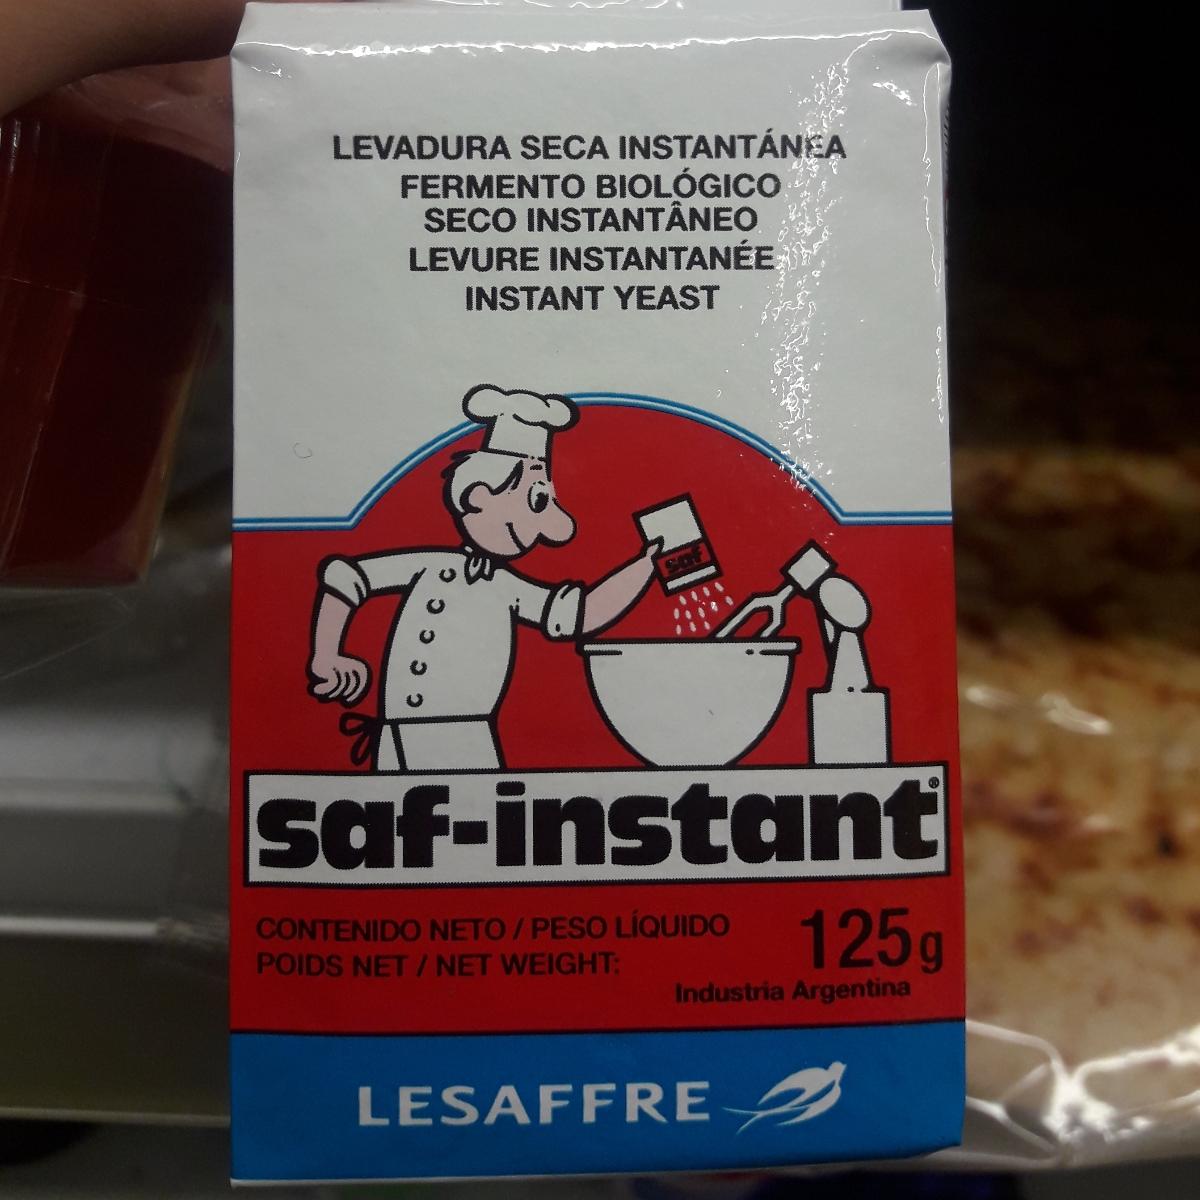 LEVADURA SECA INSTANTÁNEA
FERMENTO BIOLÓGICO
SECO INSTANTÂNEO
LEVURE INSTANTANÉE
INSTANT YEAST
saf
saf-instant®
CONTENIDO NETO / PESO LÍQUIDO
POIDS NET / NET WEIGHT:
125g
Industria Argentina
LESAFFRE